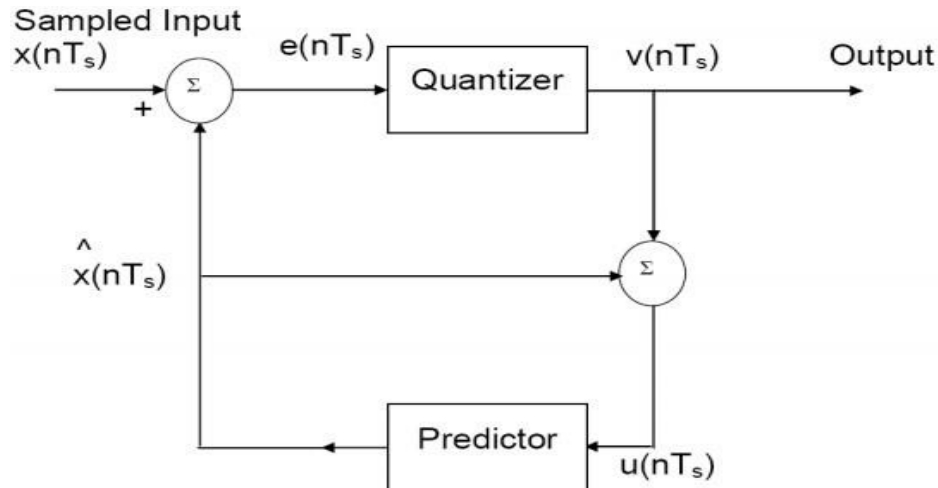 Sampled Input
x(nTₛ)
e(nTₛ)
v(nTₛ)
Output
Σ
Quantizer
+
^
x(nTₛ)
Σ
Predictor
u(nTₛ)